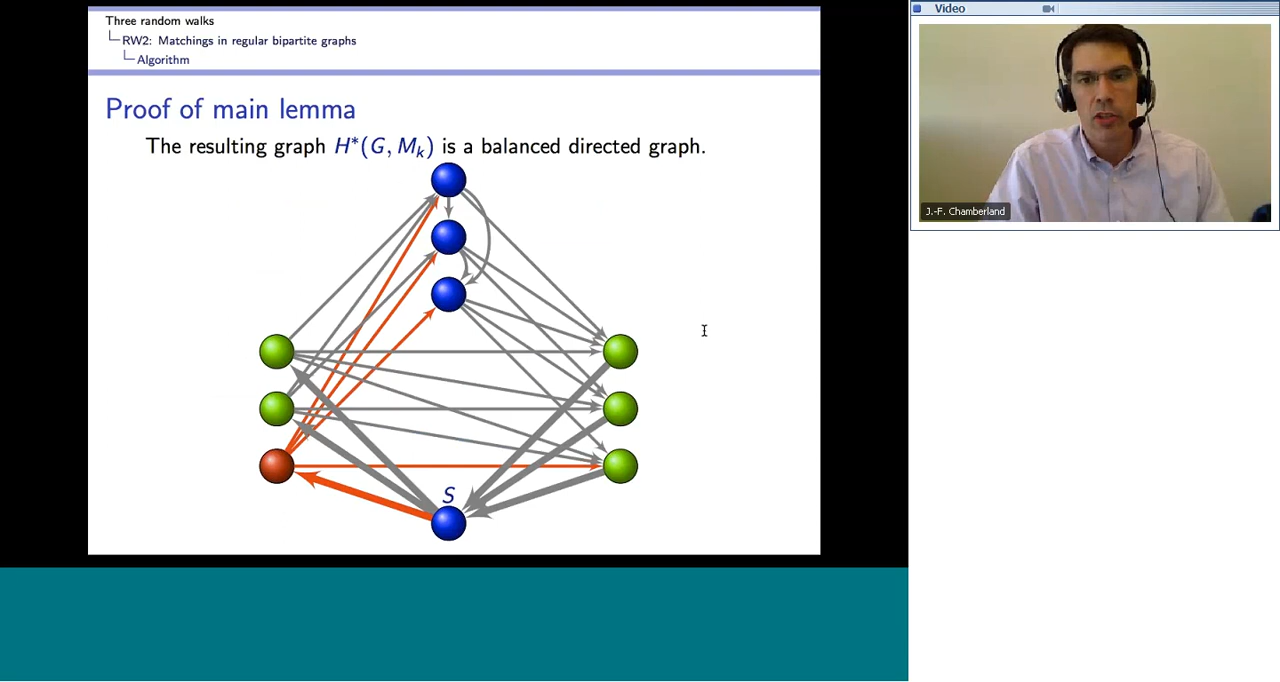 Three random walks
RW2: Matchings in regular bipartite graphs
Algorithm
Proof of main lemma
The resulting graph H*(G, Mk) is a balanced directed graph.
S
Video
J.-F. Chamberland